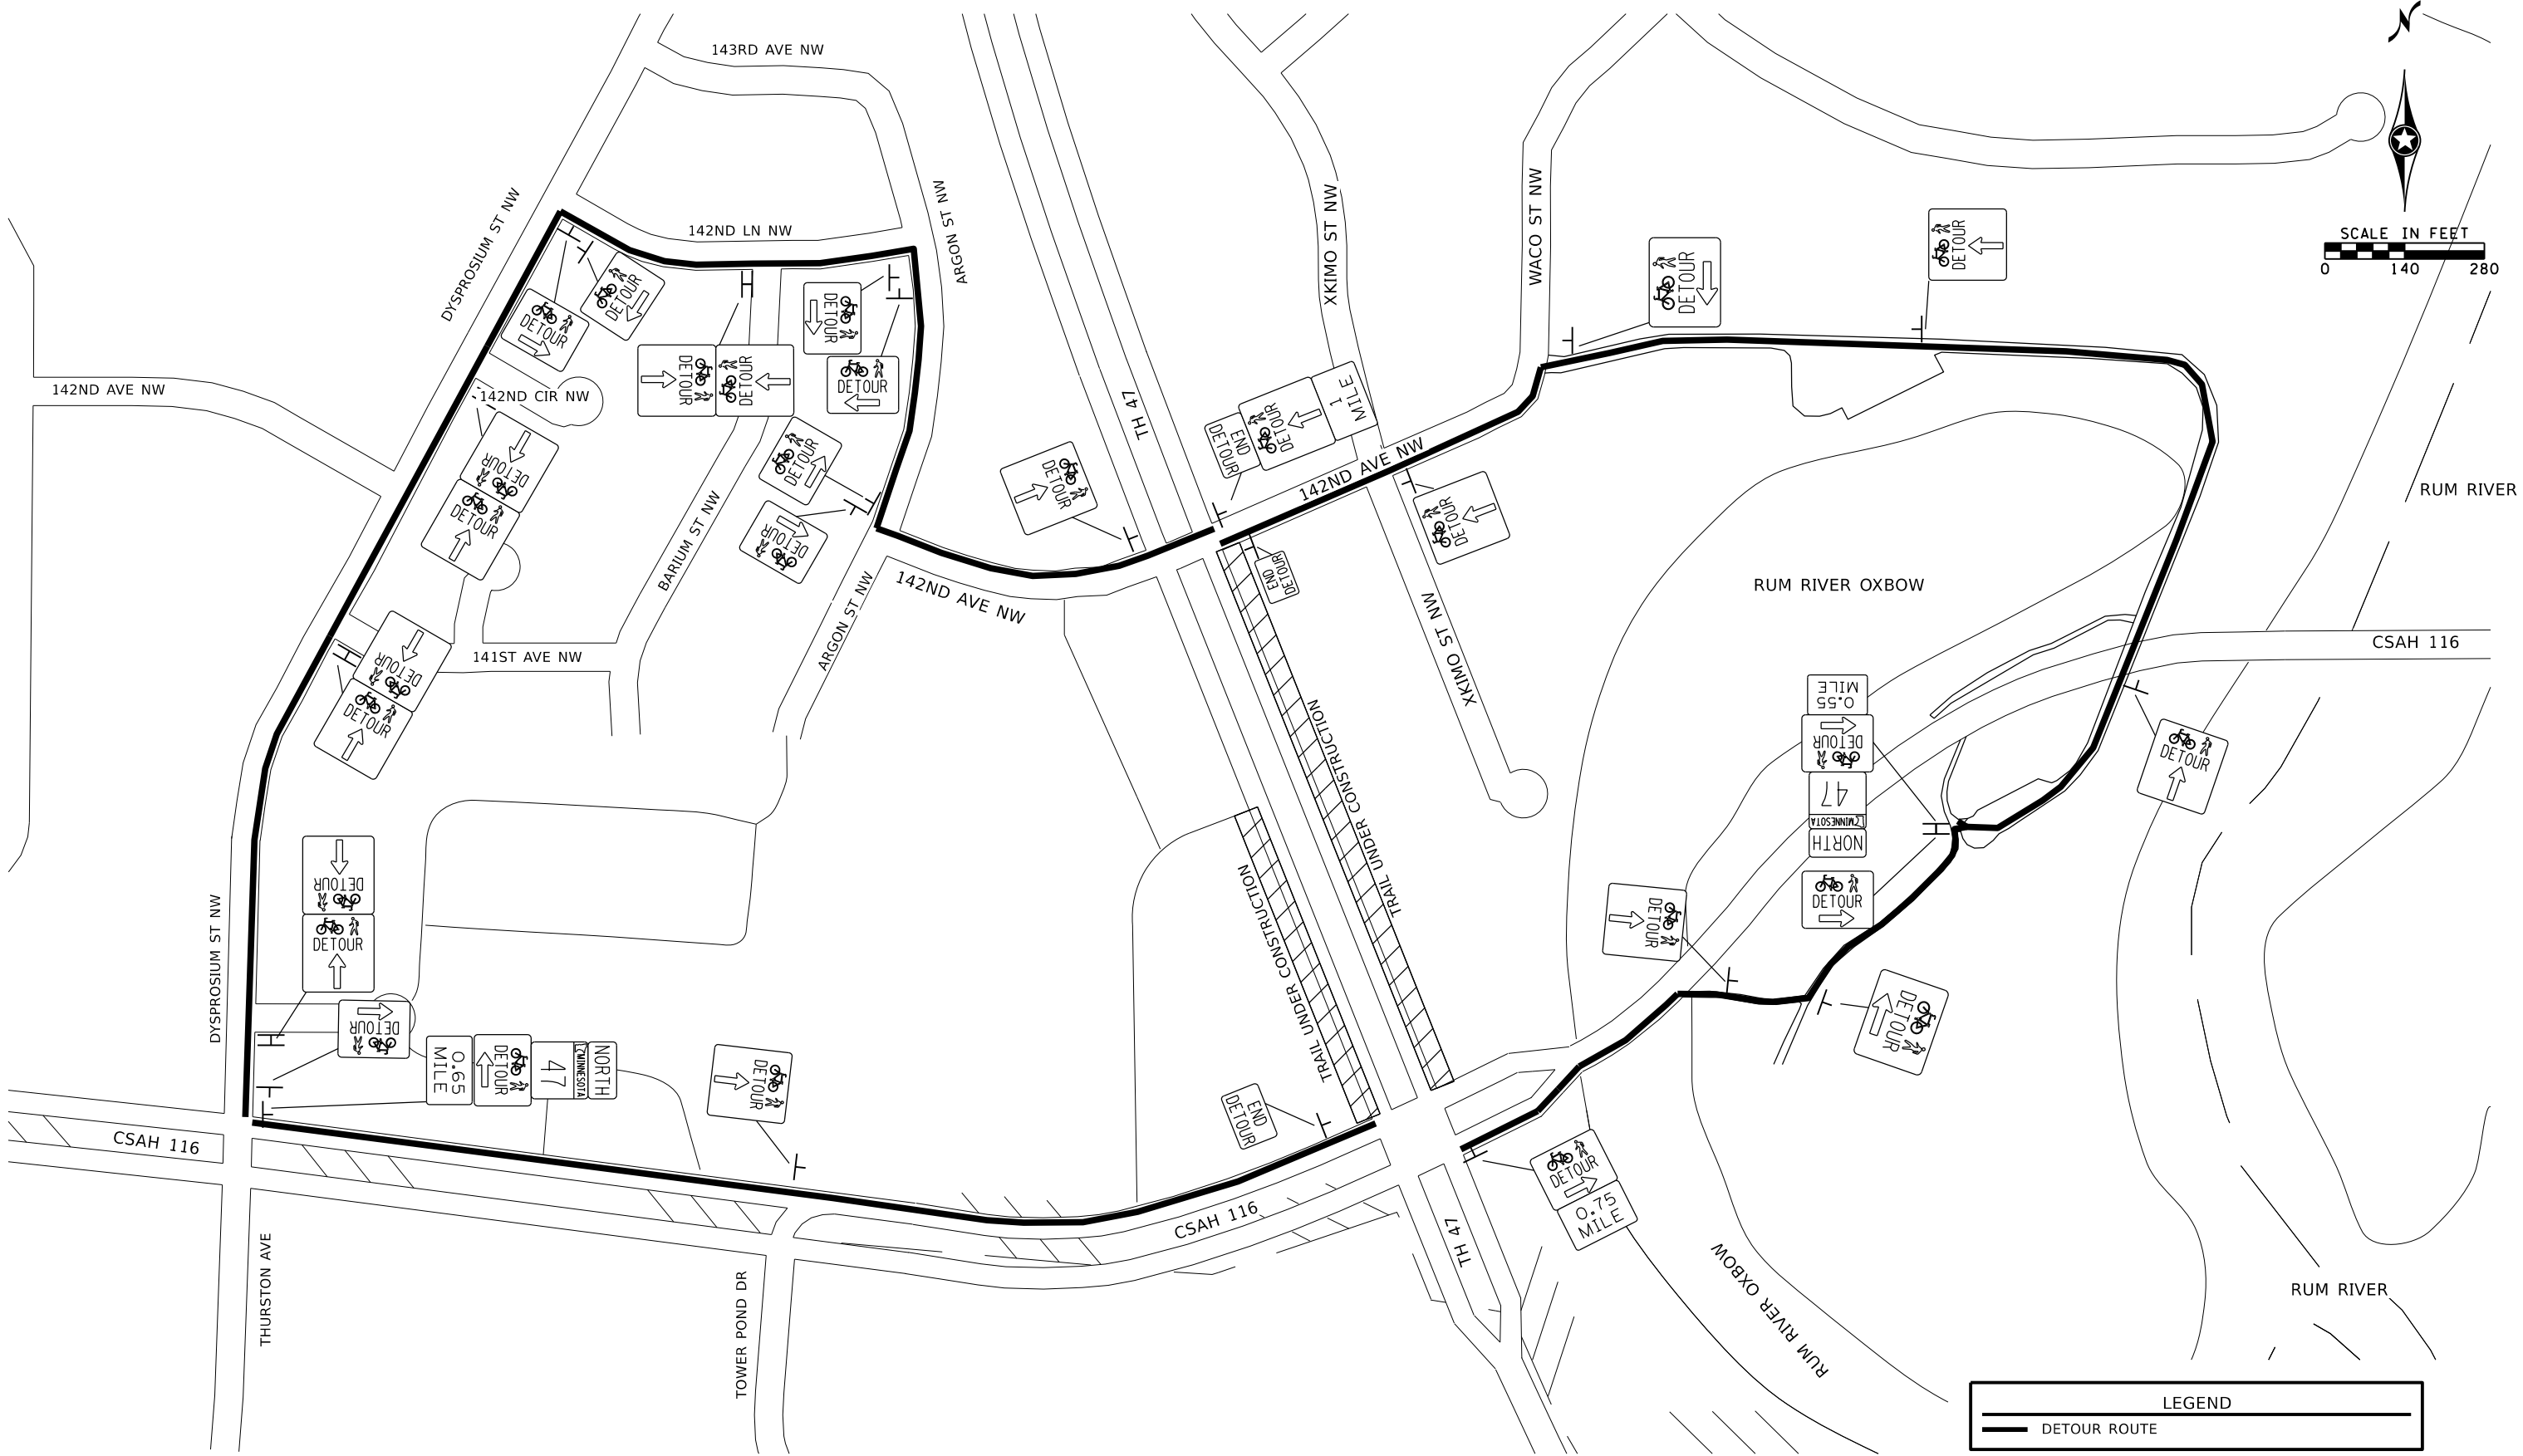 143RD AVE NW
N
DYSPROSIUM ST NW
142ND LN NW
ARGON ST NW
XKIMO ST NW
WACO ST NW
SCALE IN FEET
0 140 280
DETOUR
DETOUR
DETOUR
DETOUR
DETOUR
DETOUR
DETOUR
DETOUR
142ND AVE NW
142ND CIR NW
TH 47
1
MILE
DETOUR
END
DETOUR
142ND AVE NW
DETOUR
DETOUR
DETOUR
DETOUR
DETOUR
DETOUR
RUM RIVER
BARIUM ST NW
142ND AVE NW
END
DETOUR
RUM RIVER OXBOW
ARGON ST NW
XKIMO ST NW
141ST AVE NW
CSAH 116
DETOUR
DETOUR
0.55
MILE
DETOUR
47
MINNESOTA
NORTH
DETOUR
DETOUR
TRAIL UNDER CONSTRUCTION
TRAIL UNDER CONSTRUCTION
DETOUR
DETOUR
DETOUR
DETOUR
DYSPROSIUM ST NW
DETOUR
0.65
MILE
DETOUR
47
MINNESOTA
NORTH
DETOUR
END
DETOUR
CSAH 116
DETOUR
0.75
MILE
CSAH 116
TH 47
THURSTON AVE
TOWER POND DR
RUM RIVER OXBOW
RUM RIVER
LEGEND
DETOUR ROUTE